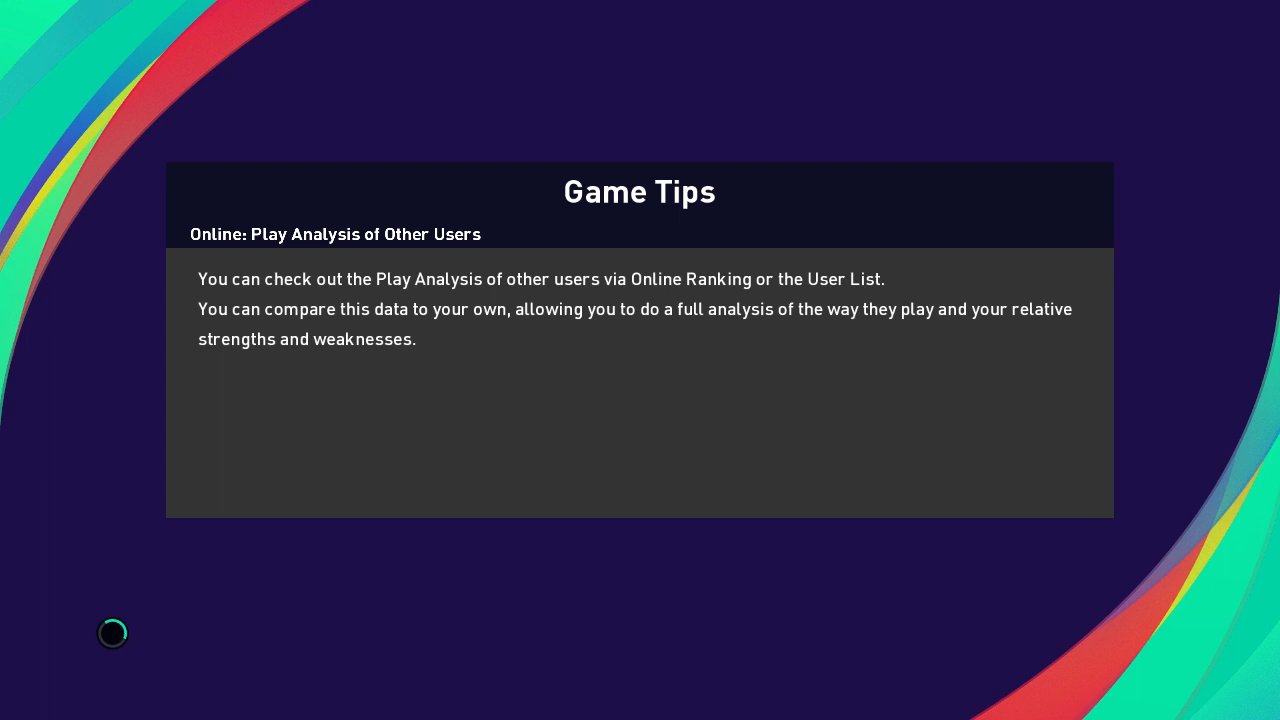 Game Tips
Online: Play Analysis of Other Users
You can check out the Play Analysis of other users via Online Ranking or the User List.
You can compare this data to your own, allowing you to do a full analysis of the way they play and your relative
strengths and weaknesses.